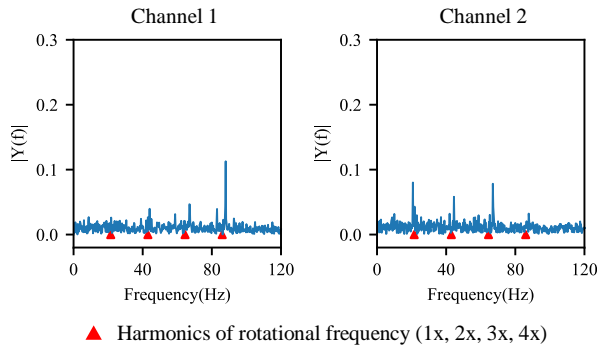 Channel 1
0.3
0.2
0.1
0.0
|Y(f)|
0
40
80
120
Frequency(Hz)
Channel 2
0.3
0.2
0.1
0.0
|Y(f)|
0
40
80
120
Frequency(Hz)
Harmonics of rotational frequency (1x, 2x, 3x, 4x)